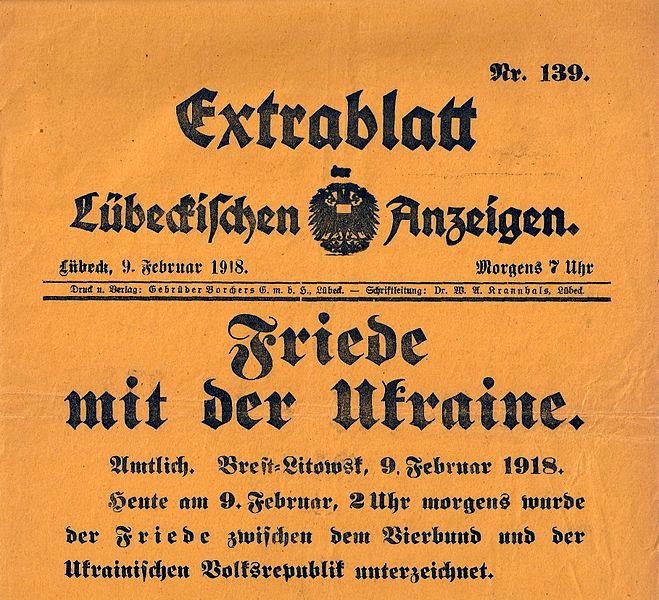 Nr. 139.
Extrablatt
der
Lübeckischen Anzeigen.
Lübeck, 9. Februar 1918. Morgens 7 Uhr
Druck u. Verlag: Gebrüder Borchers G. m. b. H., Lübeck. — Schriftleitung: Dr. W. A. Krannhals, Lübeck.
Friede
mit der Ukraine.
Amtlich. Brest-Litowsk, 9. Februar 1918.
Heute am 9. Februar, 2 Uhr morgens wurde
der Friede zwischen dem Vierbund und der
Ukrainischen Volksrepublik unterzeichnet.